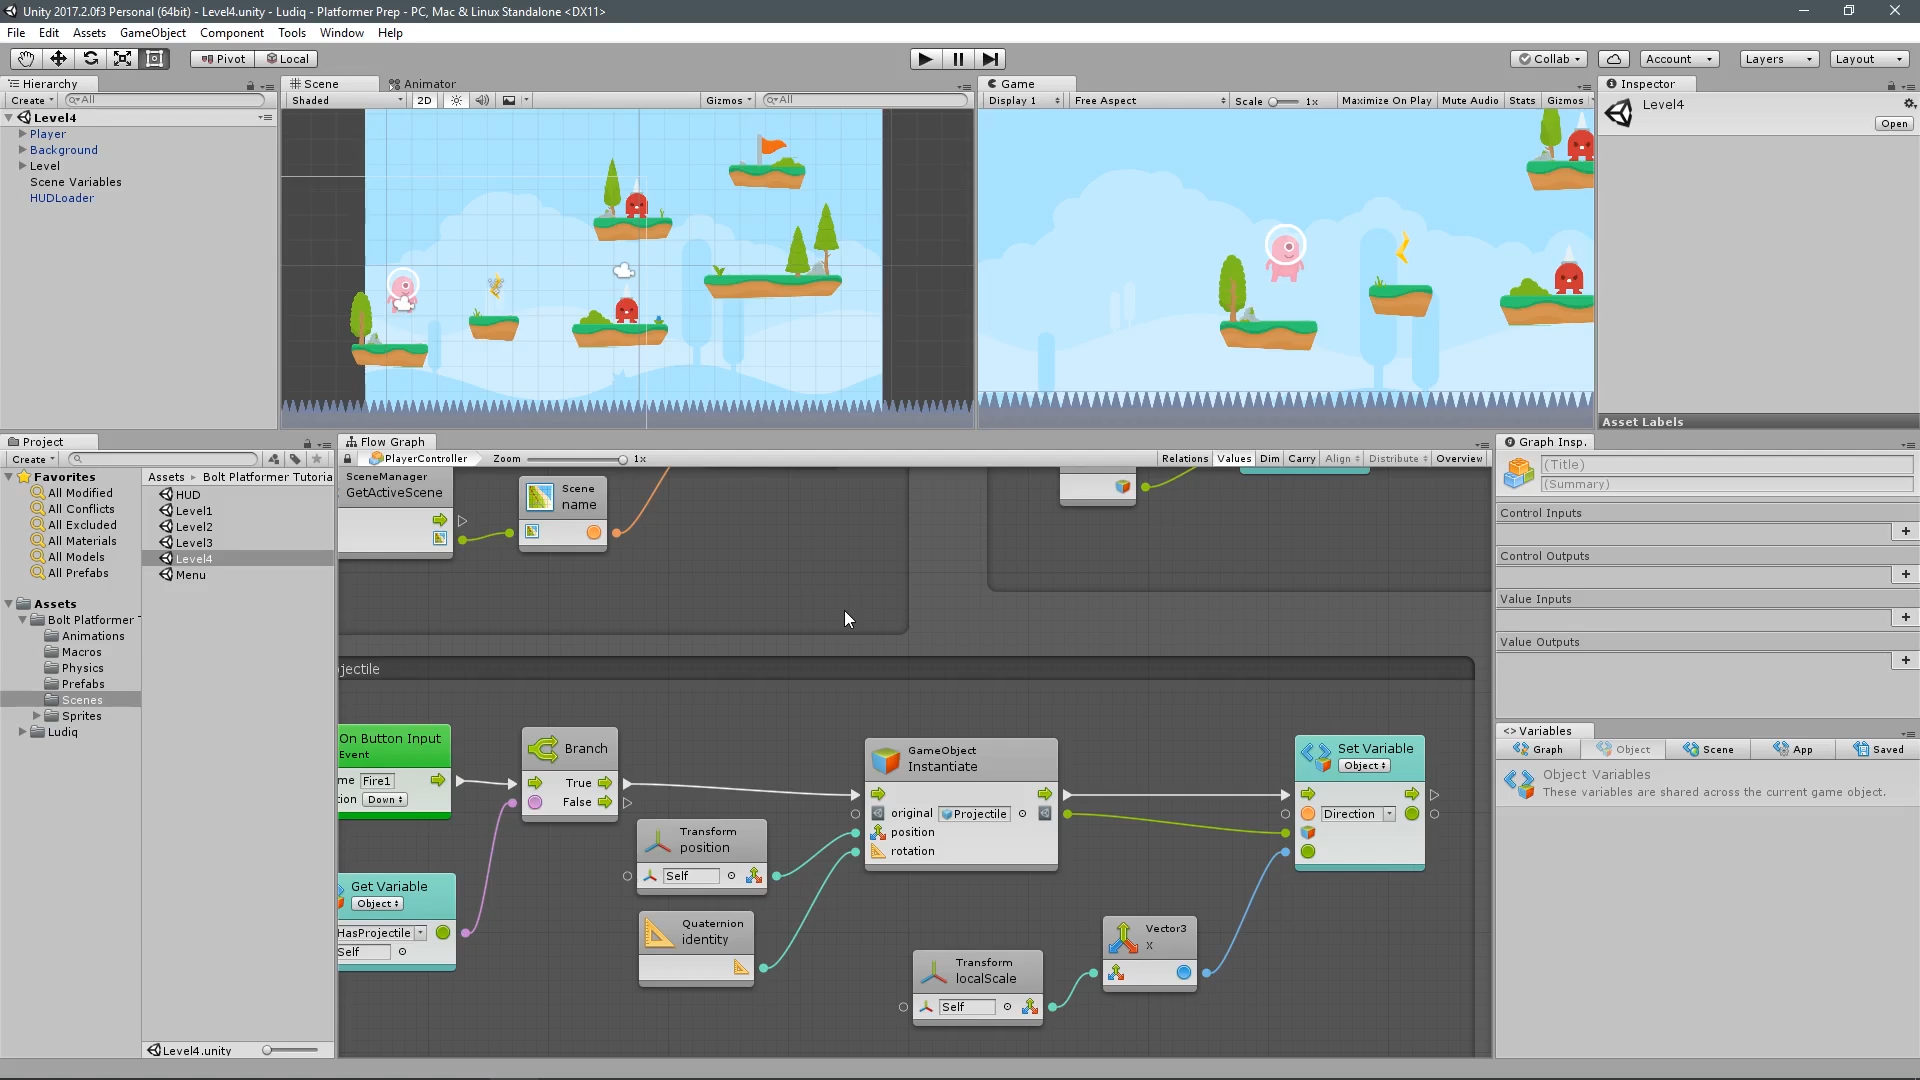 Unity 2017.2.0f3 Personal (64bit) - Level4.unity - Ludiq - Platformer Prep - PC, Mac & Linux Standalone <DX11>
File Edit Assets GameObject Component Tools Window Help
Pivot Local Collab Account Layers Layout
Hierarchy
Create All
Level4
Player
Background
Level
Scene Variables
HUDLoader
Scene Animator
Shaded 2D Gizmos All
Game
Display 1 Free Aspect Scale 1x Maximize On Play Mute Audio Stats Gizmos
Inspector
Level4
Open
Asset Labels
Project
Create
Favorites
All Modified
All Conflicts
All Excluded
All Materials
All Models
All Prefabs
Assets
Bolt Platformer T
Animations
Macros
Physics
Prefabs
Scenes
Sprites
Ludiq
Assets Bolt Platformer Tutoria
HUD
Level1
Level2
Level3
Level4
Menu
Level4.unity
Flow Graph
PlayerController Zoom 1x Relations Values Dim Carry Align Distribute Overview
SceneManager
GetActiveScene
Scene
name
jectile
On Button Input
Event
me Fire1
tion Down
Branch
True
False
Get Variable
Object
HasProjectile
Self
Transform
position
Self
Quaternion
identity
GameObject
Instantiate
original Projectile
position
rotation
Transform
localScale
Self
Vector3
X
Set Variable
Object
Direction
Graph Insp.
(Title)
(Summary)
Control Inputs
Control Outputs
Value Inputs
Value Outputs
<> Variables
Graph Object Scene App Saved
Object Variables
These variables are shared across the current game object.